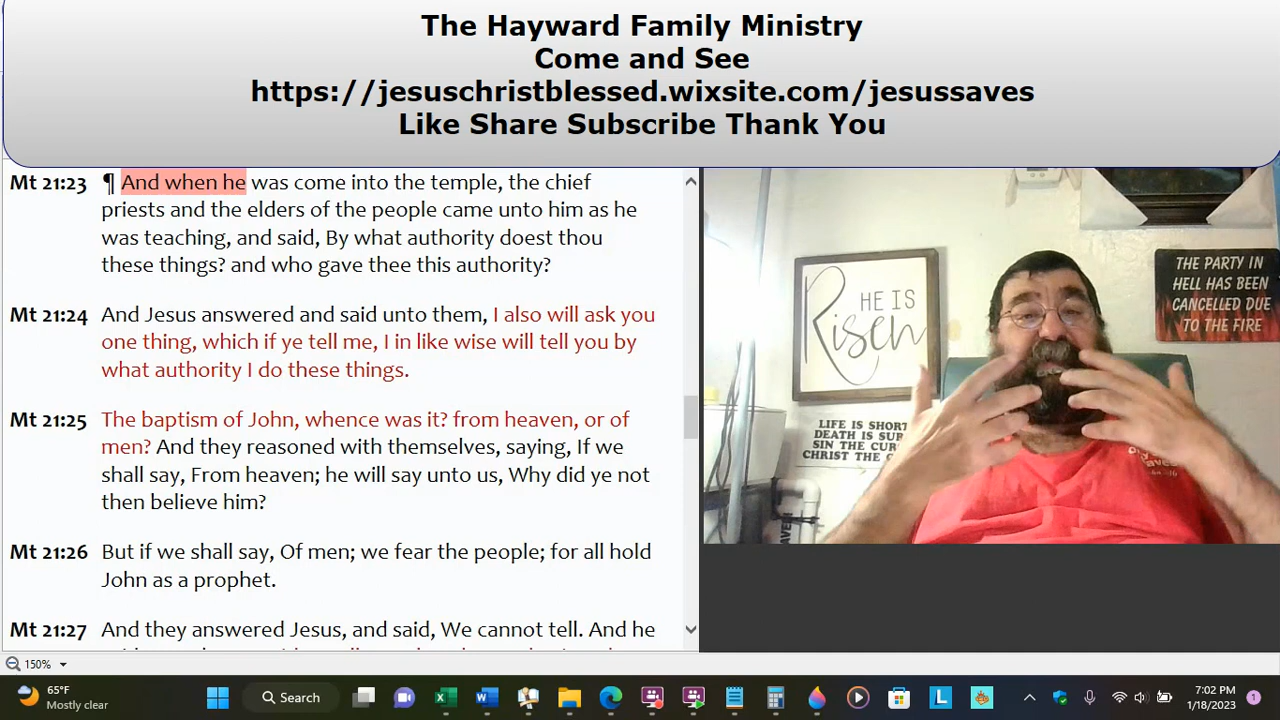 The Hayward Family Ministry
Come and See
https://jesuschristblessed.wixsite.com/jesussaves
Like Share Subscribe Thank You
Mt 21:23 ¶ And when he was come into the temple, the chief
priests and the elders of the people came unto him as he
was teaching, and said, By what authority doest thou
these things? and who gave thee this authority?
Mt 21:24 And Jesus answered and said unto them, I also will ask you
one thing, which if ye tell me, I in like wise will tell you by
what authority I do these things.
Mt 21:25 The baptism of John, whence was it? from heaven, or of
men? And they reasoned with themselves, saying, If we
shall say, From heaven; he will say unto us, Why did ye not
then believe him?
Mt 21:26 But if we shall say, Of men; we fear the people; for all hold
John as a prophet.
Mt 21:27 And they answered Jesus, and said, We cannot tell. And he
HE IS
Risen
THE PARTY IN
HELL HAS BEEN
CANCELLED DUE
TO THE FIRE
LIFE IS SHORT
DEATH IS
SIN THE
CHRIST THE
150%
65°F
Mostly clear
Search
7:02 PM
1/18/2023
1